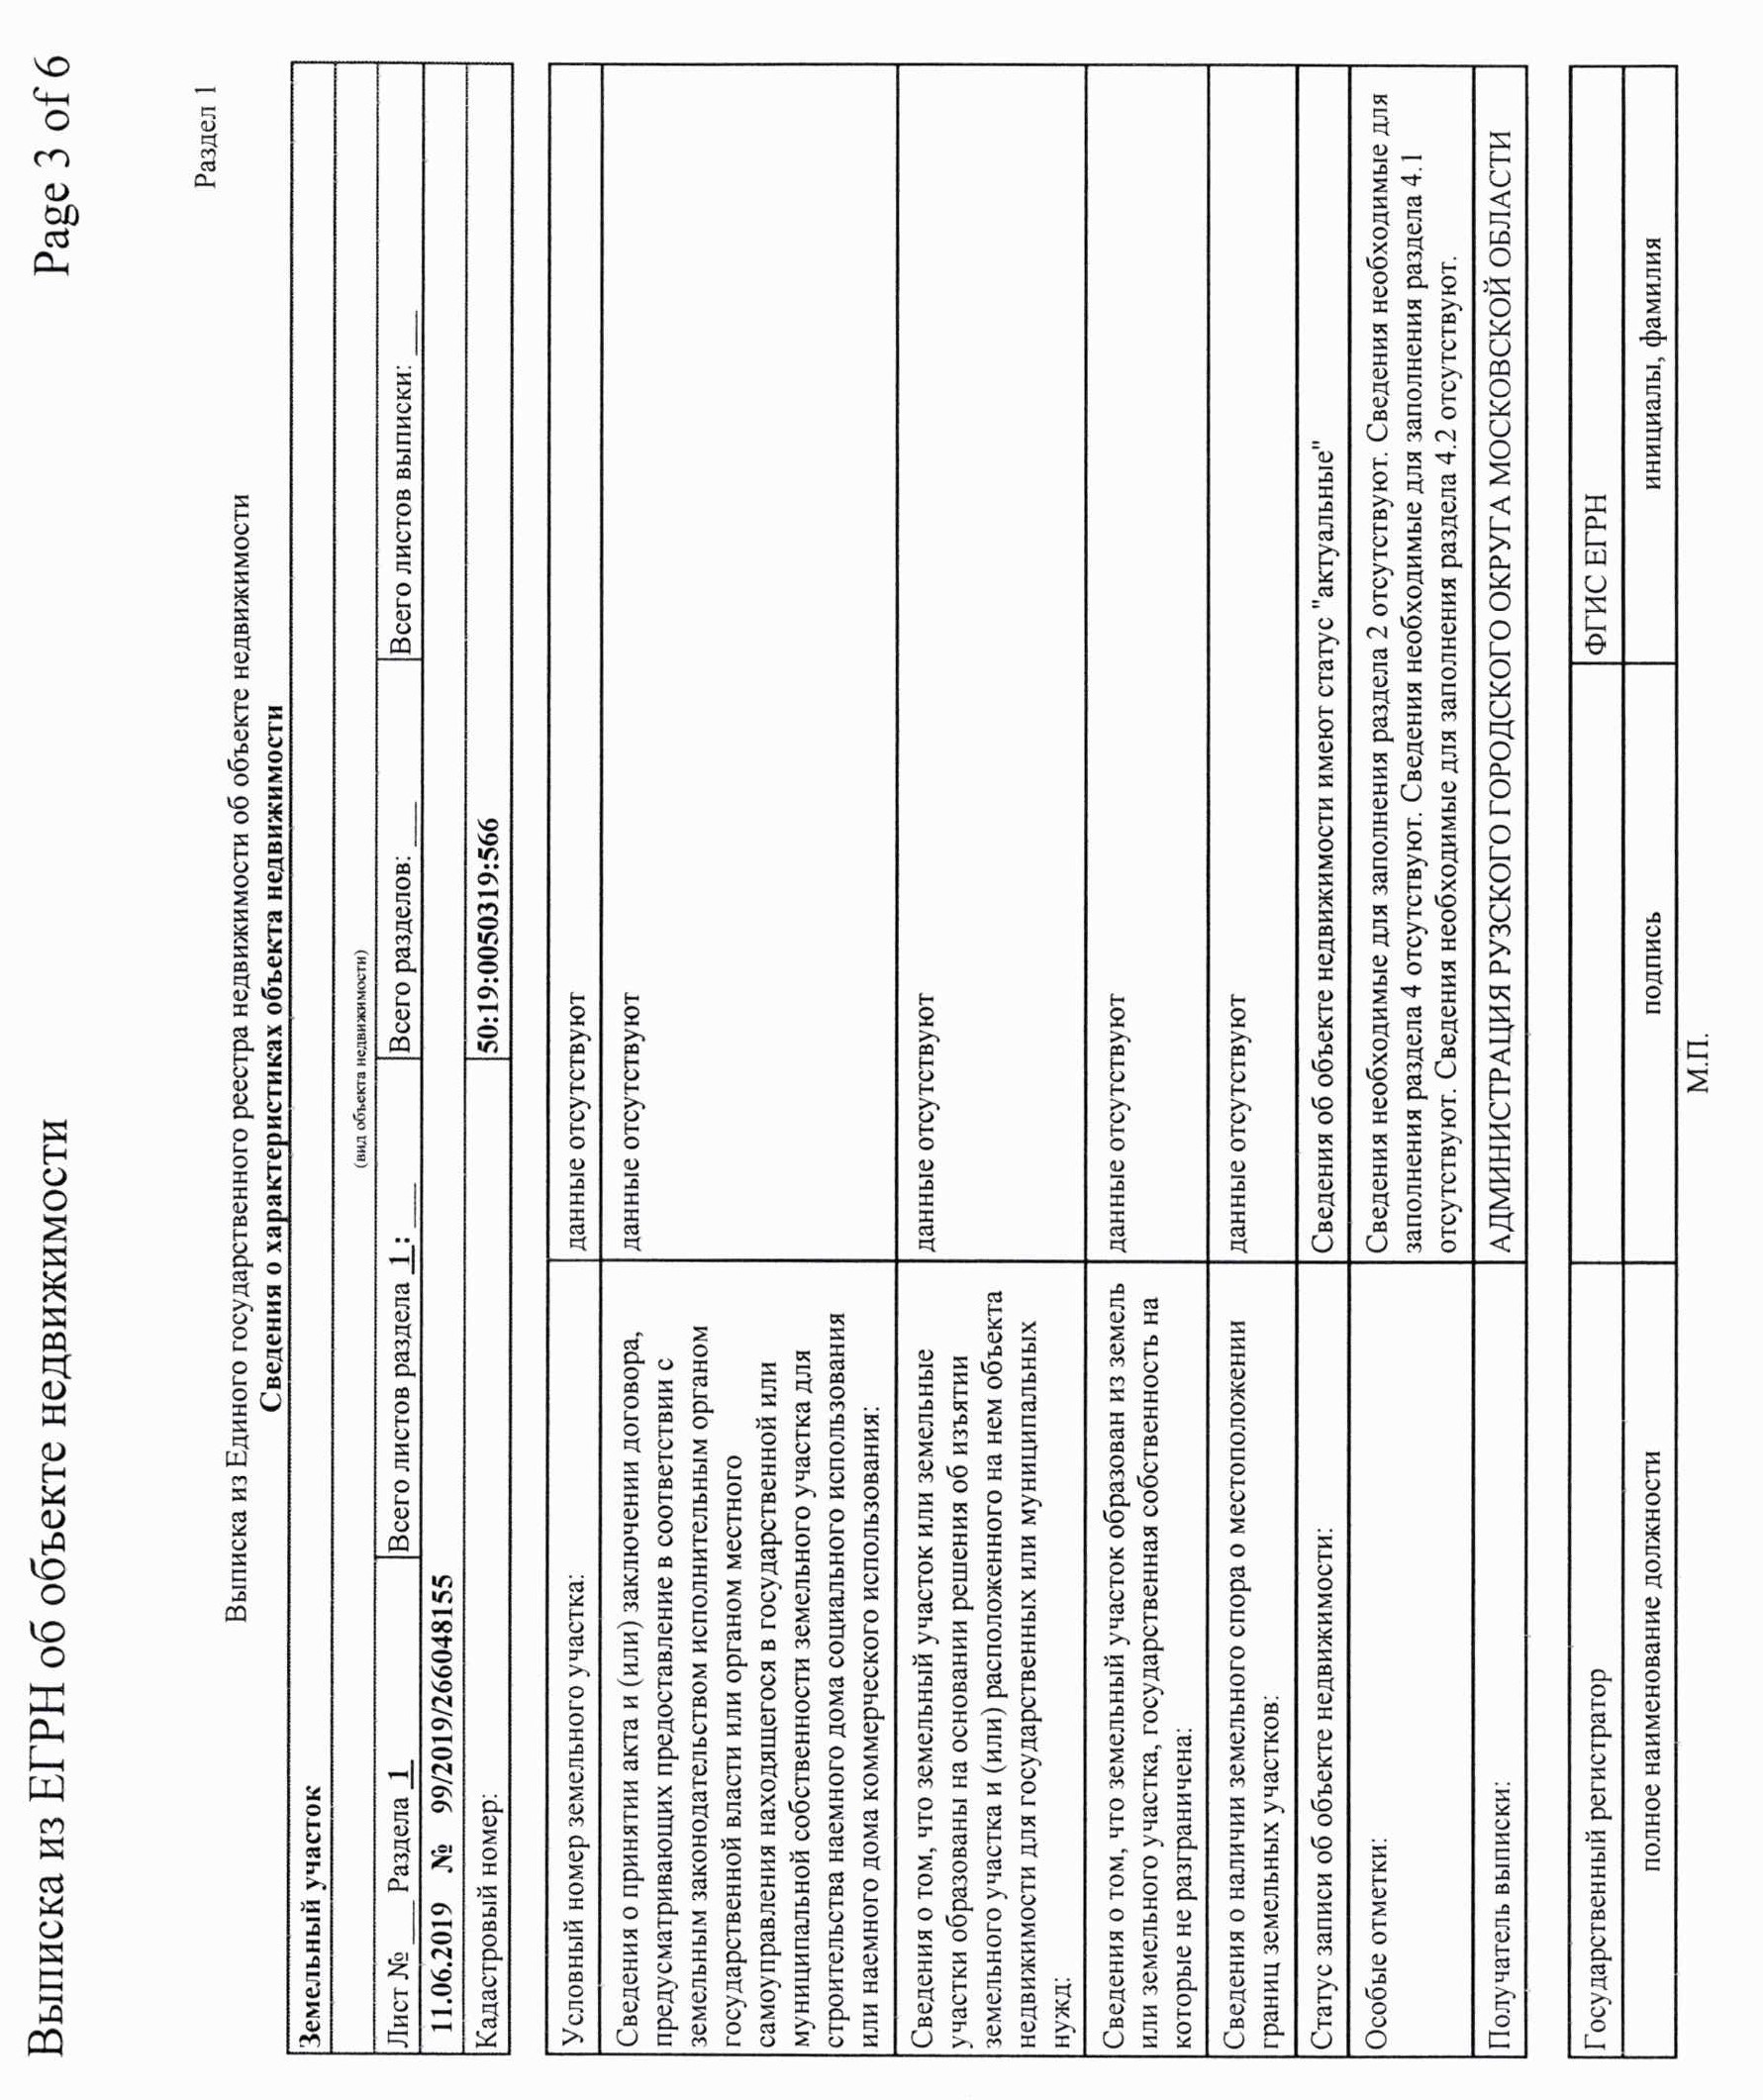 Выписка из ЕГРН об объекте недвижимости
Page 3 of 6
Раздел 1
Выписка из Единого государственного реестра недвижимости об объекте недвижимости
Сведения о характеристиках объекта недвижимости
Земельный участок
(вид объекта недвижимости)
Лист № ___ Раздела 1
Всего листов раздела 1: ___
Всего разделов: ___
Всего листов выписки: ___
11.06.2019 № 99/2019/266048155
Кадастровый номер:
50:19:0050319:566
Условный номер земельного участка:
данные отсутствуют
Сведения о принятии акта и (или) заключении договора,
предусматривающих предоставление в соответствии с
земельным законодательством исполнительным органом
государственной власти или органом местного
самоуправления находящегося в государственной или
муниципальной собственности земельного участка для
строительства наемного дома социального использования
или наемного дома коммерческого использования:
данные отсутствуют
Сведения о том, что земельный участок или земельные
участки образованы на основании решения об изъятии
земельного участка и (или) расположенного на нем объекта
недвижимости для государственных или муниципальных
нужд:
данные отсутствуют
Сведения о том, что земельный участок образован из земель
или земельного участка, государственная собственность на
которые не разграничена:
данные отсутствуют
Сведения о наличии земельного спора о местоположении
границ земельных участков:
данные отсутствуют
Статус записи об объекте недвижимости:
Сведения об объекте недвижимости имеют статус "актуальные"
Особые отметки:
Сведения необходимые для заполнения раздела 2 отсутствуют. Сведения необходимые для
заполнения раздела 4 отсутствуют. Сведения необходимые для заполнения раздела 4.1
отсутствуют. Сведения необходимые для заполнения раздела 4.2 отсутствуют.
Получатель выписки:
АДМИНИСТРАЦИЯ РУЗСКОГО ГОРОДСКОГО ОКРУГА МОСКОВСКОЙ ОБЛАСТИ
Государственный регистратор
ФГИС ЕГРН
полное наименование должности
подпись
инициалы, фамилия
М.П.